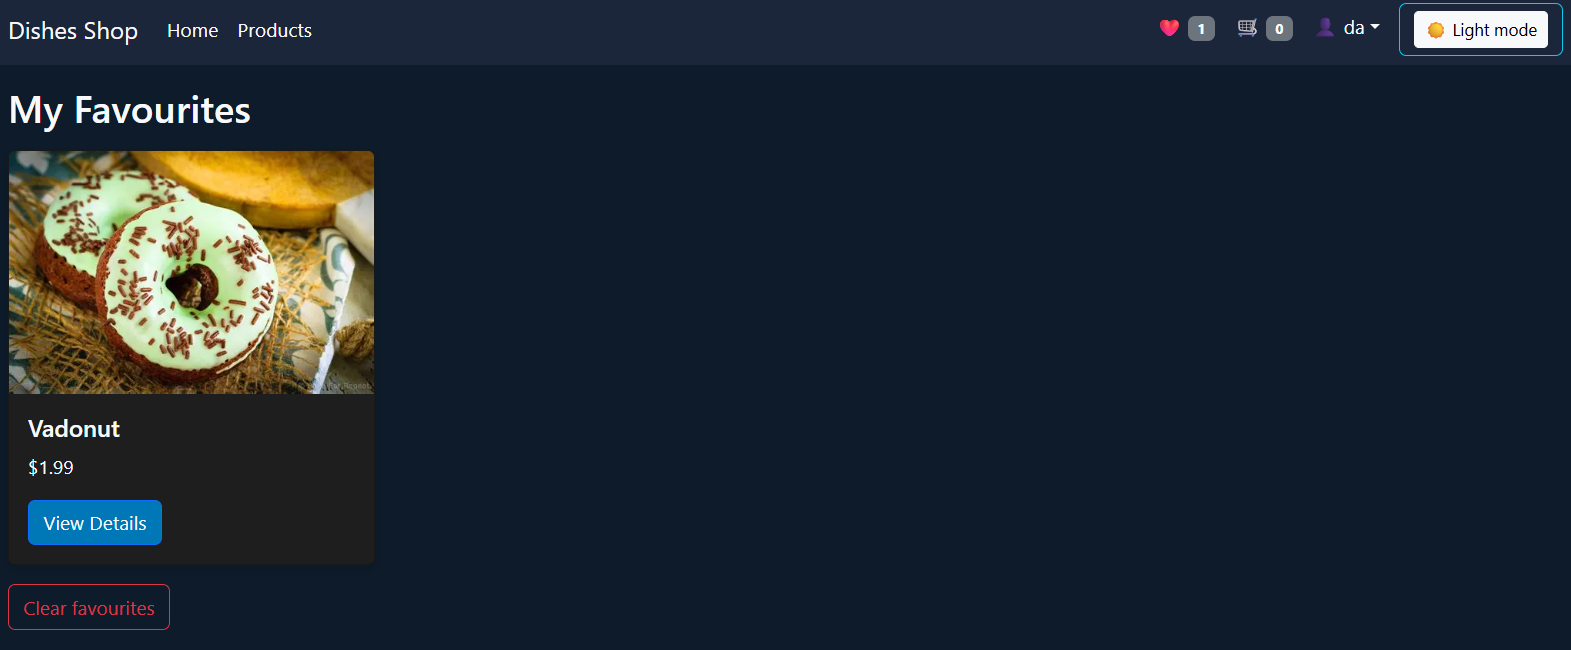 Dishes Shop Home Products 1 0 da Light mode
My Favourites
Vadonut
$1.99
View Details
Clear favourites